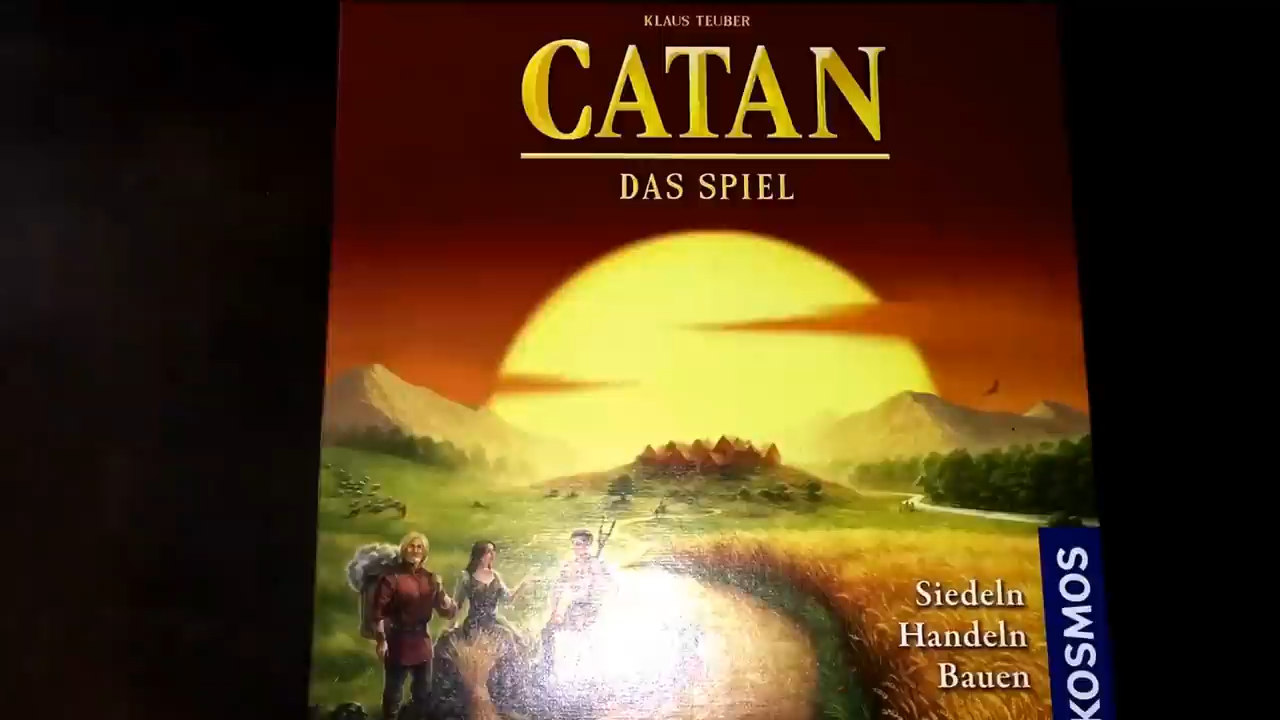 KLAUS TEUBER
CATAN
DAS SPIEL
Siedeln
Handeln
Bauen
KOSMOS